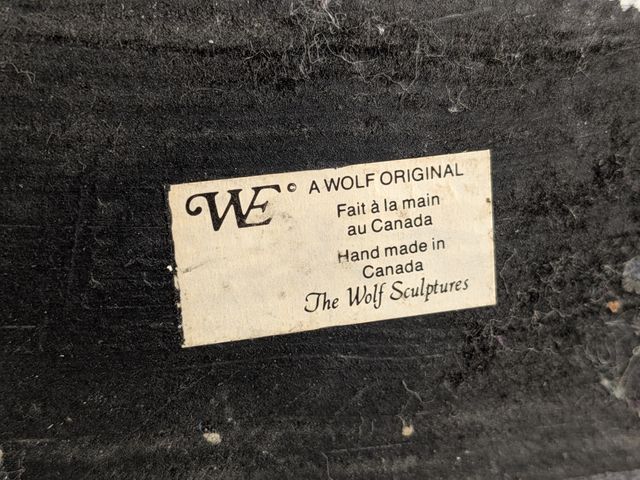 WE © A WOLF ORIGINAL
Fait à la main
au Canada
Hand made in
Canada
The Wolf Sculptures